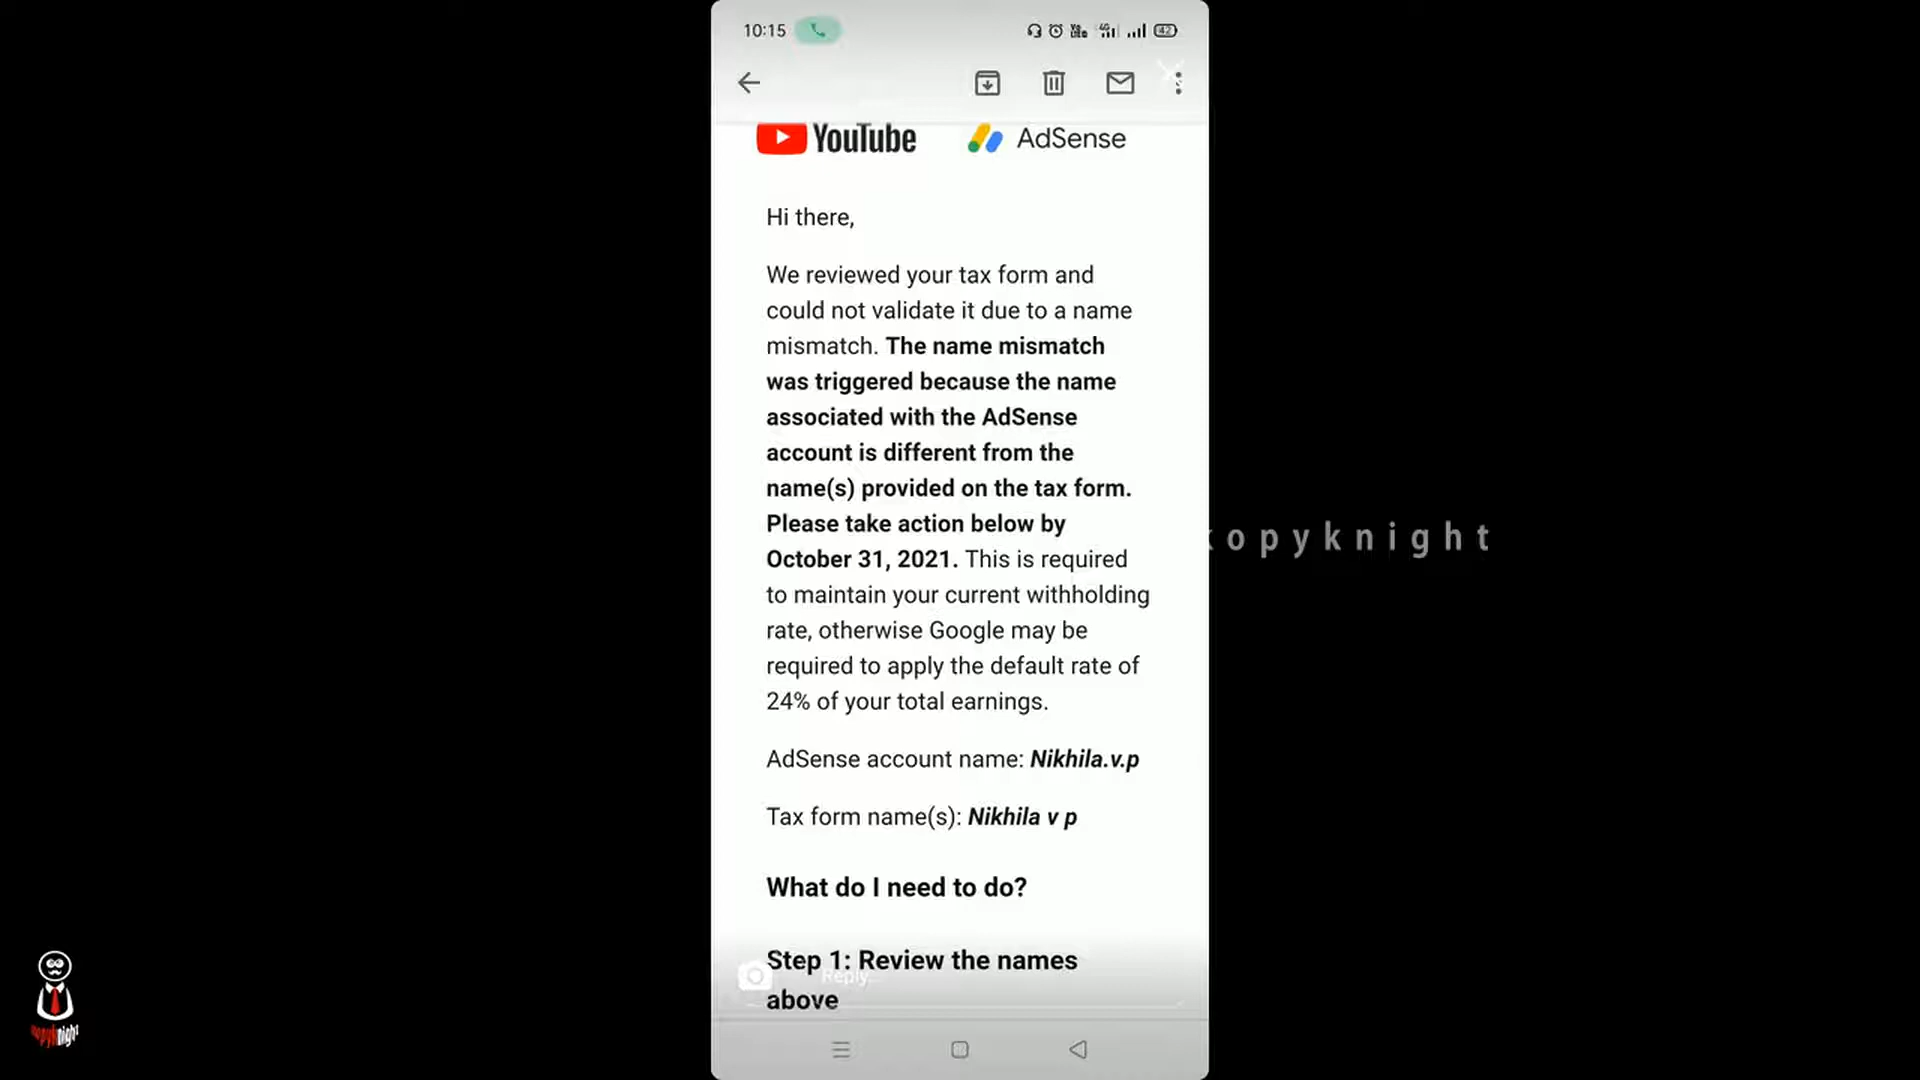 10:15
42
YouTube AdSense
Hi there,
We reviewed your tax form and
could not validate it due to a name
mismatch. The name mismatch
was triggered because the name
associated with the AdSense
account is different from the
name(s) provided on the tax form.
Please take action below by
October 31, 2021. This is required
to maintain your current withholding
rate, otherwise Google may be
required to apply the default rate of
24% of your total earnings.
AdSense account name: Nikhila.v.p
Tax form name(s): Nikhila v p
What do I need to do?
Step 1: Review the names
above
Reply...
kopyknight
kopyknight